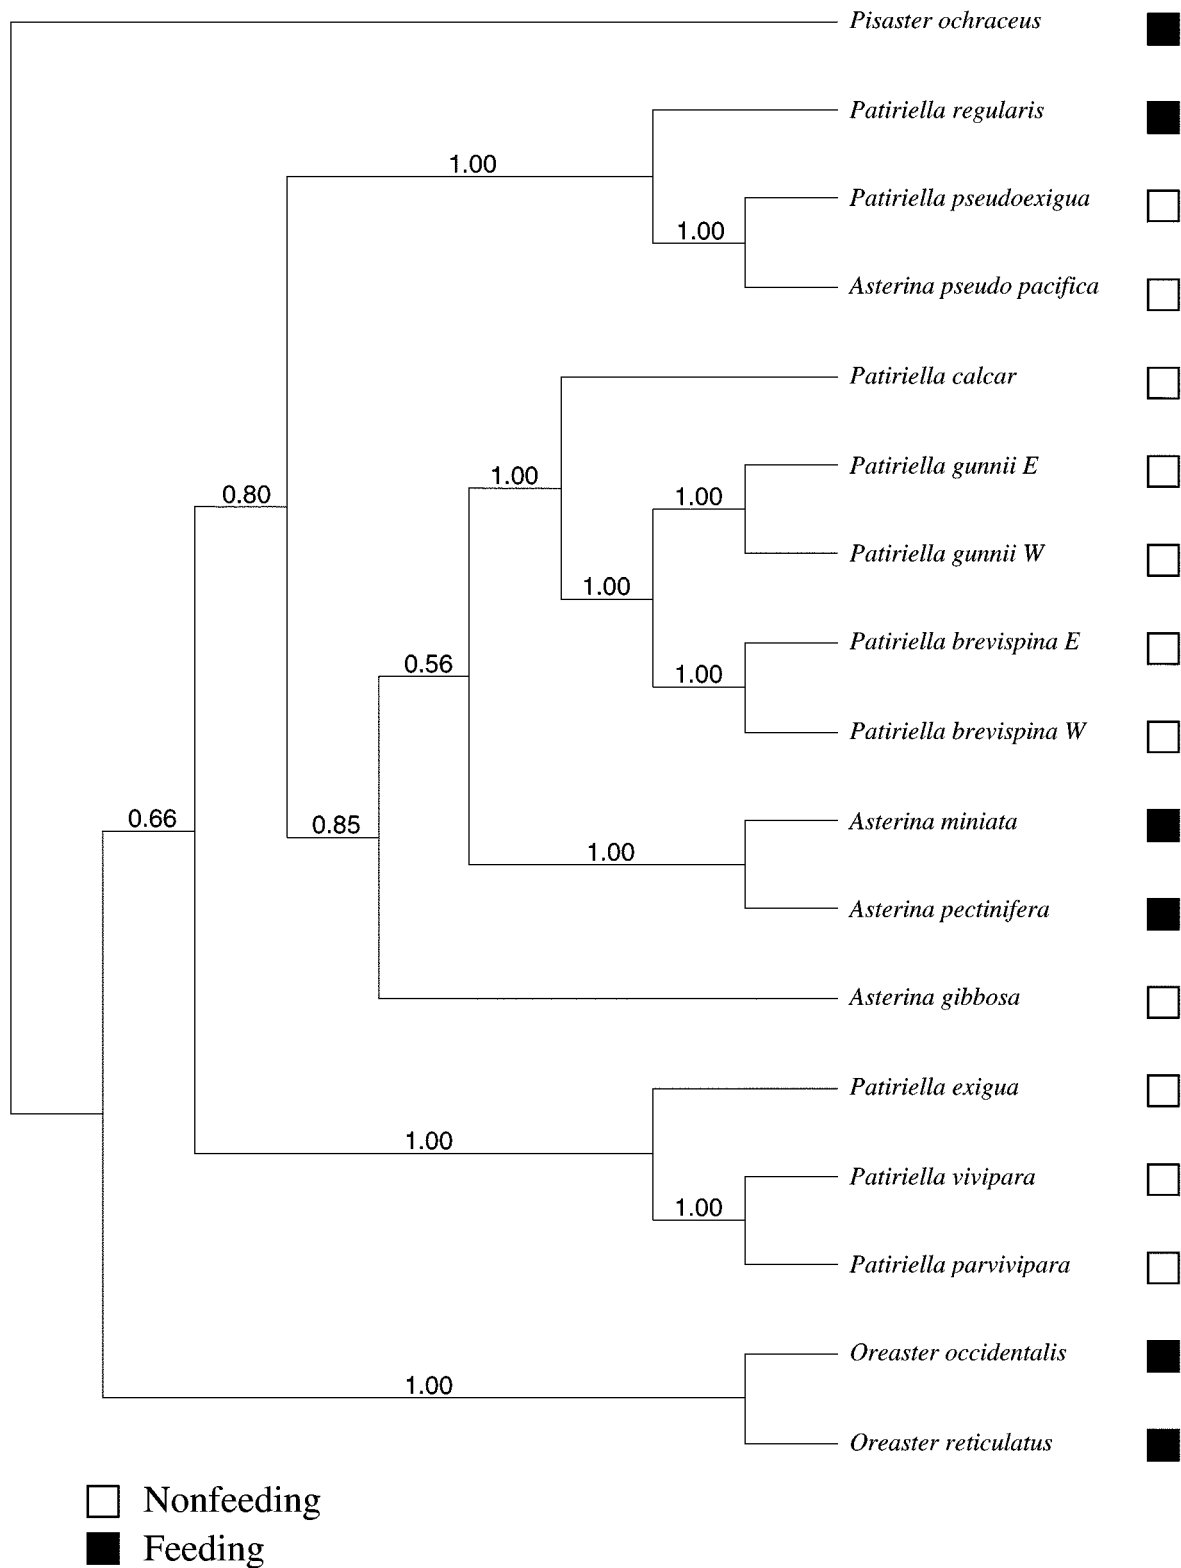 Pisaster ochraceus
Patiriella regularis
1.00
Patiriella pseudoexigua
1.00
Asterina pseudo pacifica
Patiriella calcar
Patiriella gunnii E
1.00
1.00
0.80
Patiriella gunnii W
1.00
Patiriella brevispina E
0.56
1.00
Patiriella brevispina W
Asterina miniata
0.66
0.85
1.00
Asterina pectinifera
Asterina gibbosa
Patiriella exigua
1.00
Patiriella vivipara
1.00
Patiriella parvivipara
Oreaster occidentalis
1.00
Oreaster reticulatus
Nonfeeding
Feeding